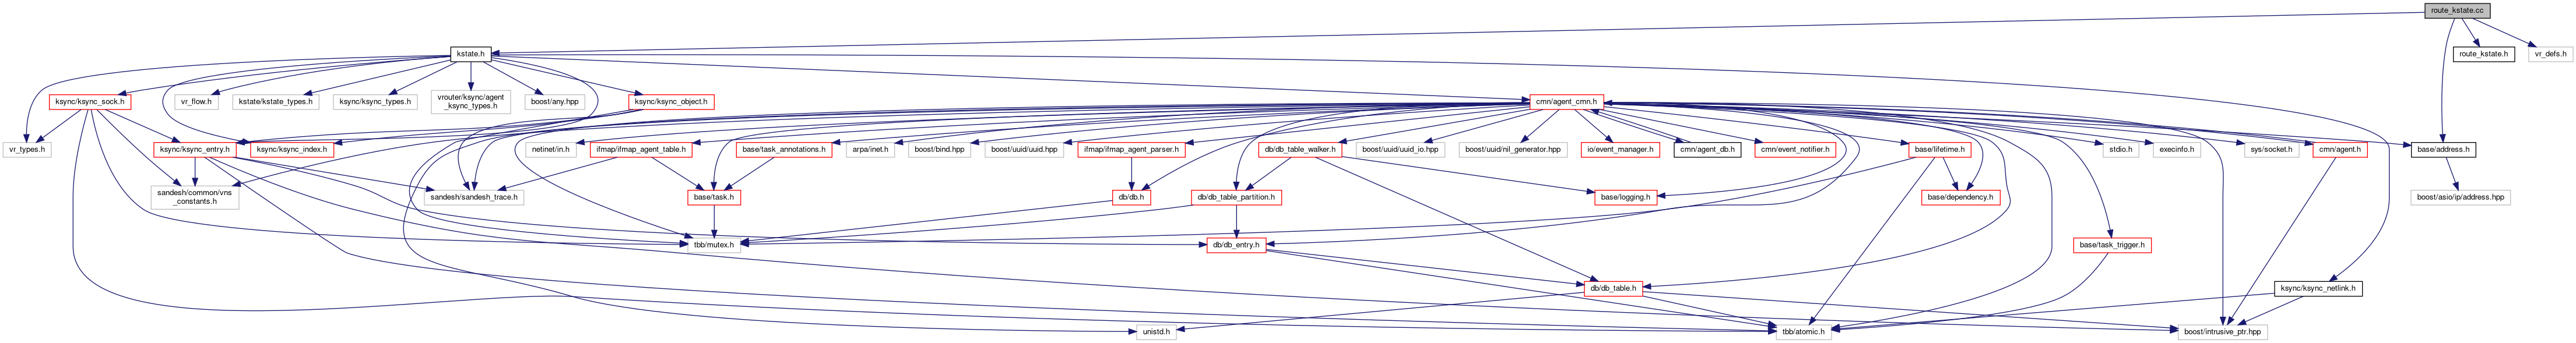 route_kstate.cc
kstate.h
route_kstate.h
vr_defs.h
ksync/ksync_sock.h
vr_flow.h
kstate/kstate_types.h
ksync/ksync_types.h
vrouter/ksync/agent
_ksync_types.h
boost/any.hpp
ksync/ksync_object.h
cmn/agent_cmn.h
vr_types.h
ksync/ksync_entry.h
ksync/ksync_index.h
netinet/in.h
ifmap/ifmap_agent_table.h
base/task_annotations.h
arpa/inet.h
boost/bind.hpp
boost/uuid/uuid.hpp
ifmap/ifmap_agent_parser.h
db/db_table_walker.h
boost/uuid/uuid_io.hpp
boost/uuid/nil_generator.hpp
io/event_manager.h
cmn/agent_db.h
cmn/event_notifier.h
base/lifetime.h
stdio.h
execinfo.h
sys/socket.h
cmn/agent.h
base/address.h
sandesh/common/vns
_constants.h
sandesh/sandesh_trace.h
base/task.h
db/db.h
db/db_table_partition.h
base/logging.h
base/dependency.h
boost/asio/ip/address.hpp
tbb/mutex.h
db/db_entry.h
base/task_trigger.h
db/db_table.h
ksync/ksync_netlink.h
unistd.h
tbb/atomic.h
boost/intrusive_ptr.hpp